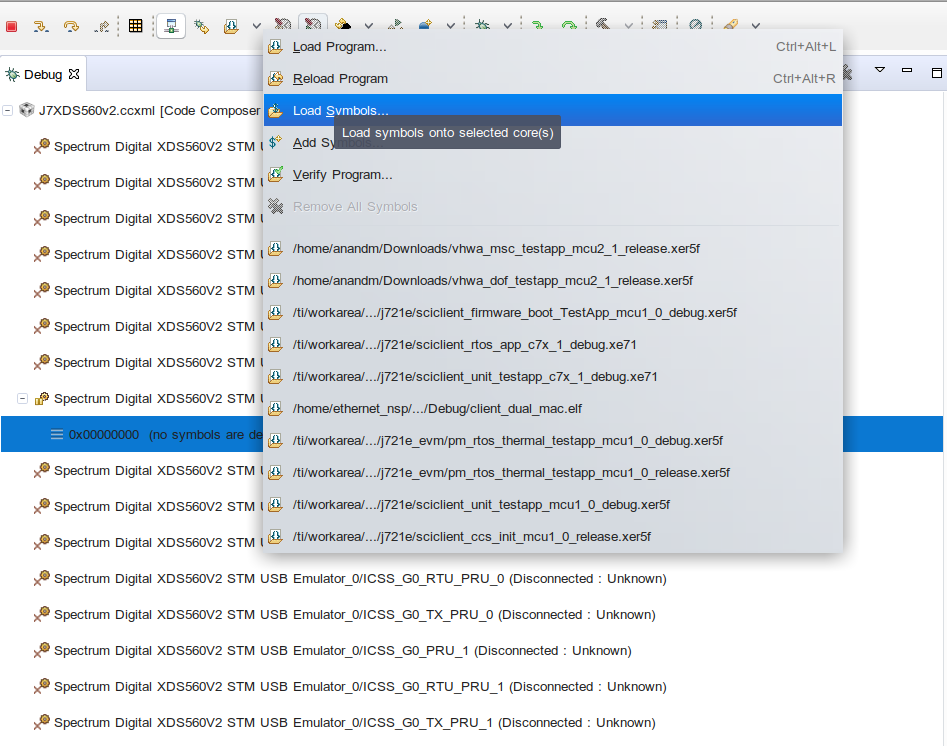 Load Program... Ctrl+Alt+L
Debug
Reload Program Ctrl+Alt+R
J7XDS560v2.ccxml [Code Composer
Load Symbols...
Load symbols onto selected core(s)
Add Sy
Spectrum Digital XDS560V2 STM U
Verify Program...
Spectrum Digital XDS560V2 STM U
Remove All Symbols
Spectrum Digital XDS560V2 STM U
/home/anandm/Downloads/vhwa_msc_testapp_mcu2_1_release.xer5f
Spectrum Digital XDS560V2 STM U
/home/anandm/Downloads/vhwa_dof_testapp_mcu2_1_release.xer5f
Spectrum Digital XDS560V2 STM U
/ti/workarea/.../j721e/sciclient_firmware_boot_TestApp_mcu1_0_debug.xer5f
Spectrum Digital XDS560V2 STM U
/ti/workarea/.../j721e/sciclient_rtos_app_c7x_1_debug.xe71
Spectrum Digital XDS560V2 STM U
/ti/workarea/.../j721e/sciclient_unit_testapp_c7x_1_debug.xe71
Spectrum Digital XDS560V2 STM U
/home/ethernet_nsp/.../Debug/client_dual_mac.elf
0x00000000 (no symbols are de
/ti/workarea/.../j721e_evm/pm_rtos_thermal_testapp_mcu1_0_debug.xer5f
Spectrum Digital XDS560V2 STM U
/ti/workarea/.../j721e_evm/pm_rtos_thermal_testapp_mcu1_0_release.xer5f
Spectrum Digital XDS560V2 STM U
/ti/workarea/.../j721e/sciclient_unit_testapp_mcu1_0_debug.xer5f
Spectrum Digital XDS560V2 STM U
/ti/workarea/.../j721e/sciclient_ccs_init_mcu1_0_release.xer5f
Spectrum Digital XDS560V2 STM USB Emulator_0/ICSS_G0_RTU_PRU_0 (Disconnected : Unknown)
Spectrum Digital XDS560V2 STM USB Emulator_0/ICSS_G0_TX_PRU_0 (Disconnected : Unknown)
Spectrum Digital XDS560V2 STM USB Emulator_0/ICSS_G0_PRU_1 (Disconnected : Unknown)
Spectrum Digital XDS560V2 STM USB Emulator_0/ICSS_G0_RTU_PRU_1 (Disconnected : Unknown)
Spectrum Digital XDS560V2 STM USB Emulator_0/ICSS_G0_TX_PRU_1 (Disconnected : Unknown)